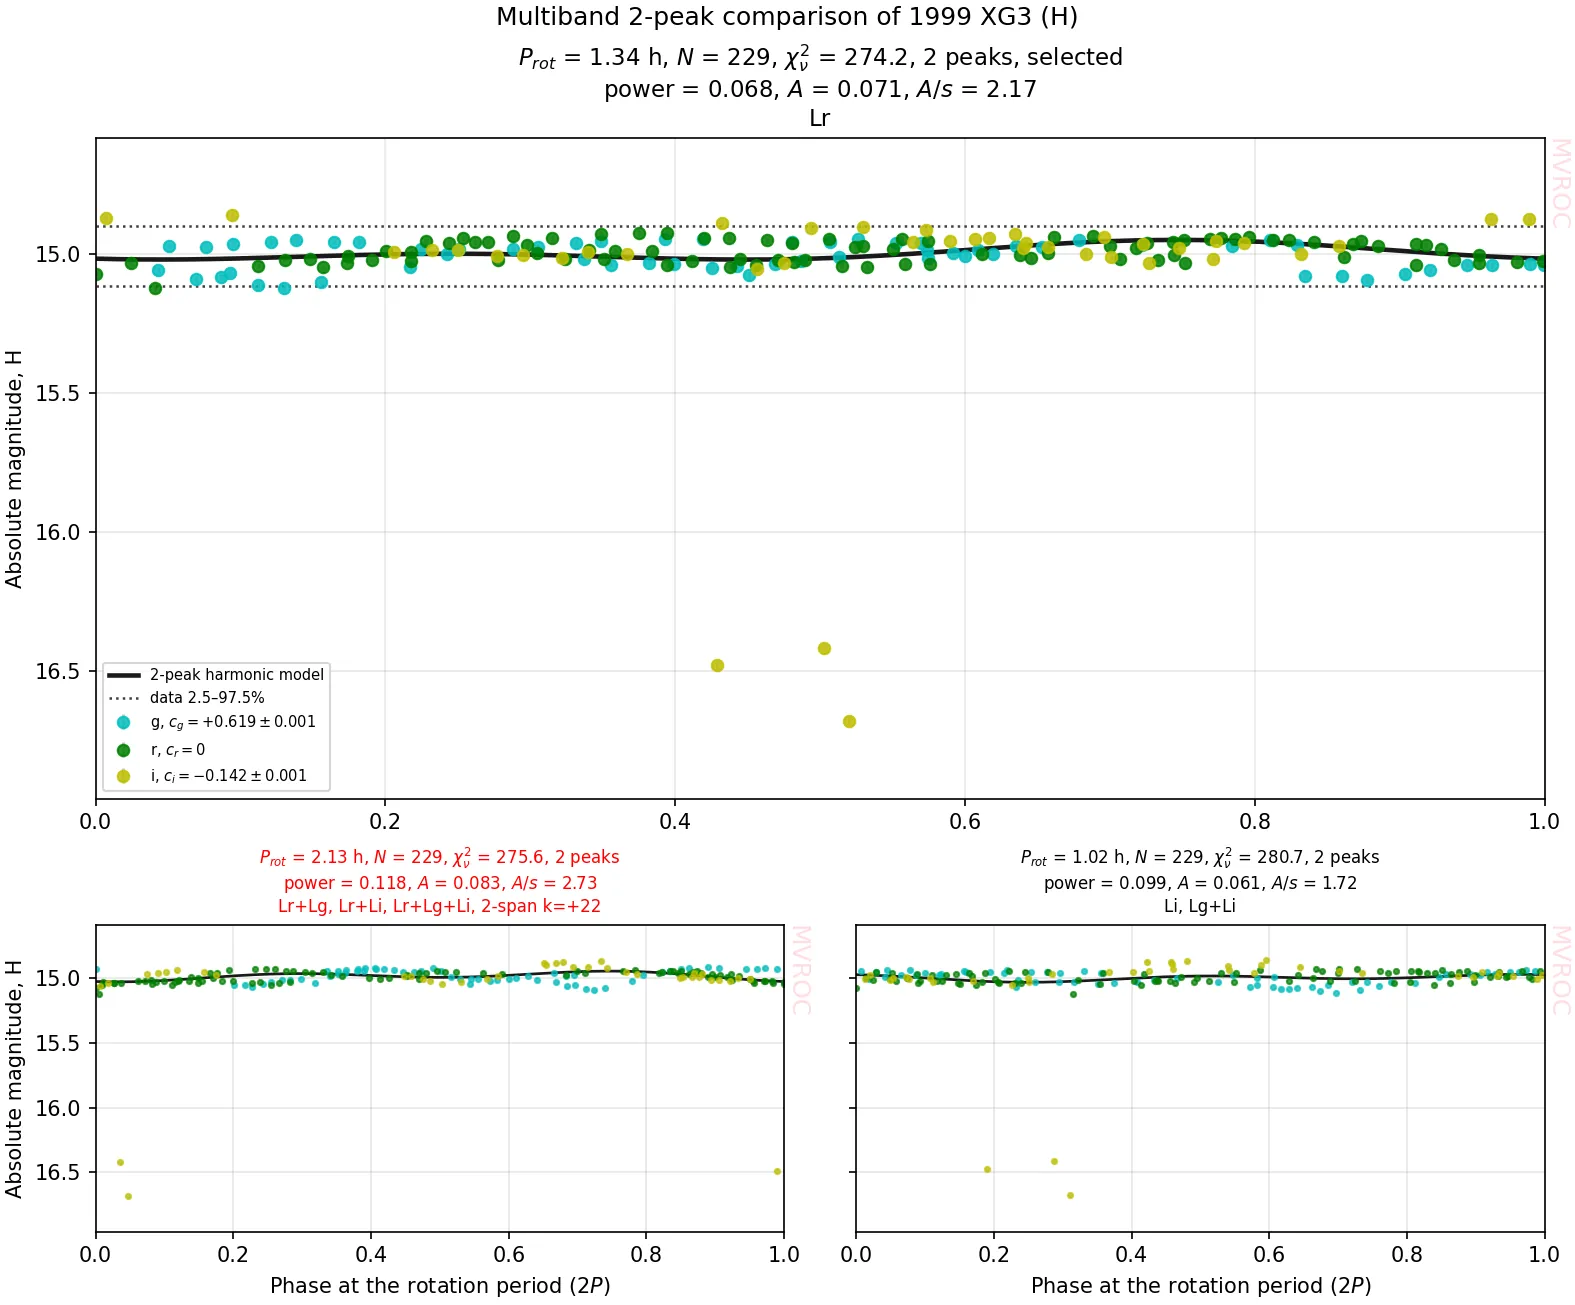 Multiband 2-peak comparison of 1999 XG3 (H)
P_rot = 1.34 h, N = 229, χ²_ν = 274.2, 2 peaks, selected
power = 0.068, A = 0.071, A/s = 2.17
Lr
MVROC
15.0
15.5
16.0
16.5
Absolute magnitude, H
2-peak harmonic model
data 2.5–97.5%
g, c_g = +0.619 ± 0.001
r, c_r = 0
i, c_i = −0.142 ± 0.001
0.0 0.2 0.4 0.6 0.8 1.0
P_rot = 2.13 h, N = 229, χ²_ν = 275.6, 2 peaks
power = 0.118, A = 0.083, A/s = 2.73
Lr+Lg, Lr+Li, Lr+Lg+Li, 2-span k=+22
MVROC
15.0
15.5
16.0
16.5
Absolute magnitude, H
0.0 0.2 0.4 0.6 0.8 1.0
Phase at the rotation period (2P)
P_rot = 1.02 h, N = 229, χ²_ν = 280.7, 2 peaks
power = 0.099, A = 0.061, A/s = 1.72
Li, Lg+Li
MVROC
0.0 0.2 0.4 0.6 0.8 1.0
Phase at the rotation period (2P)